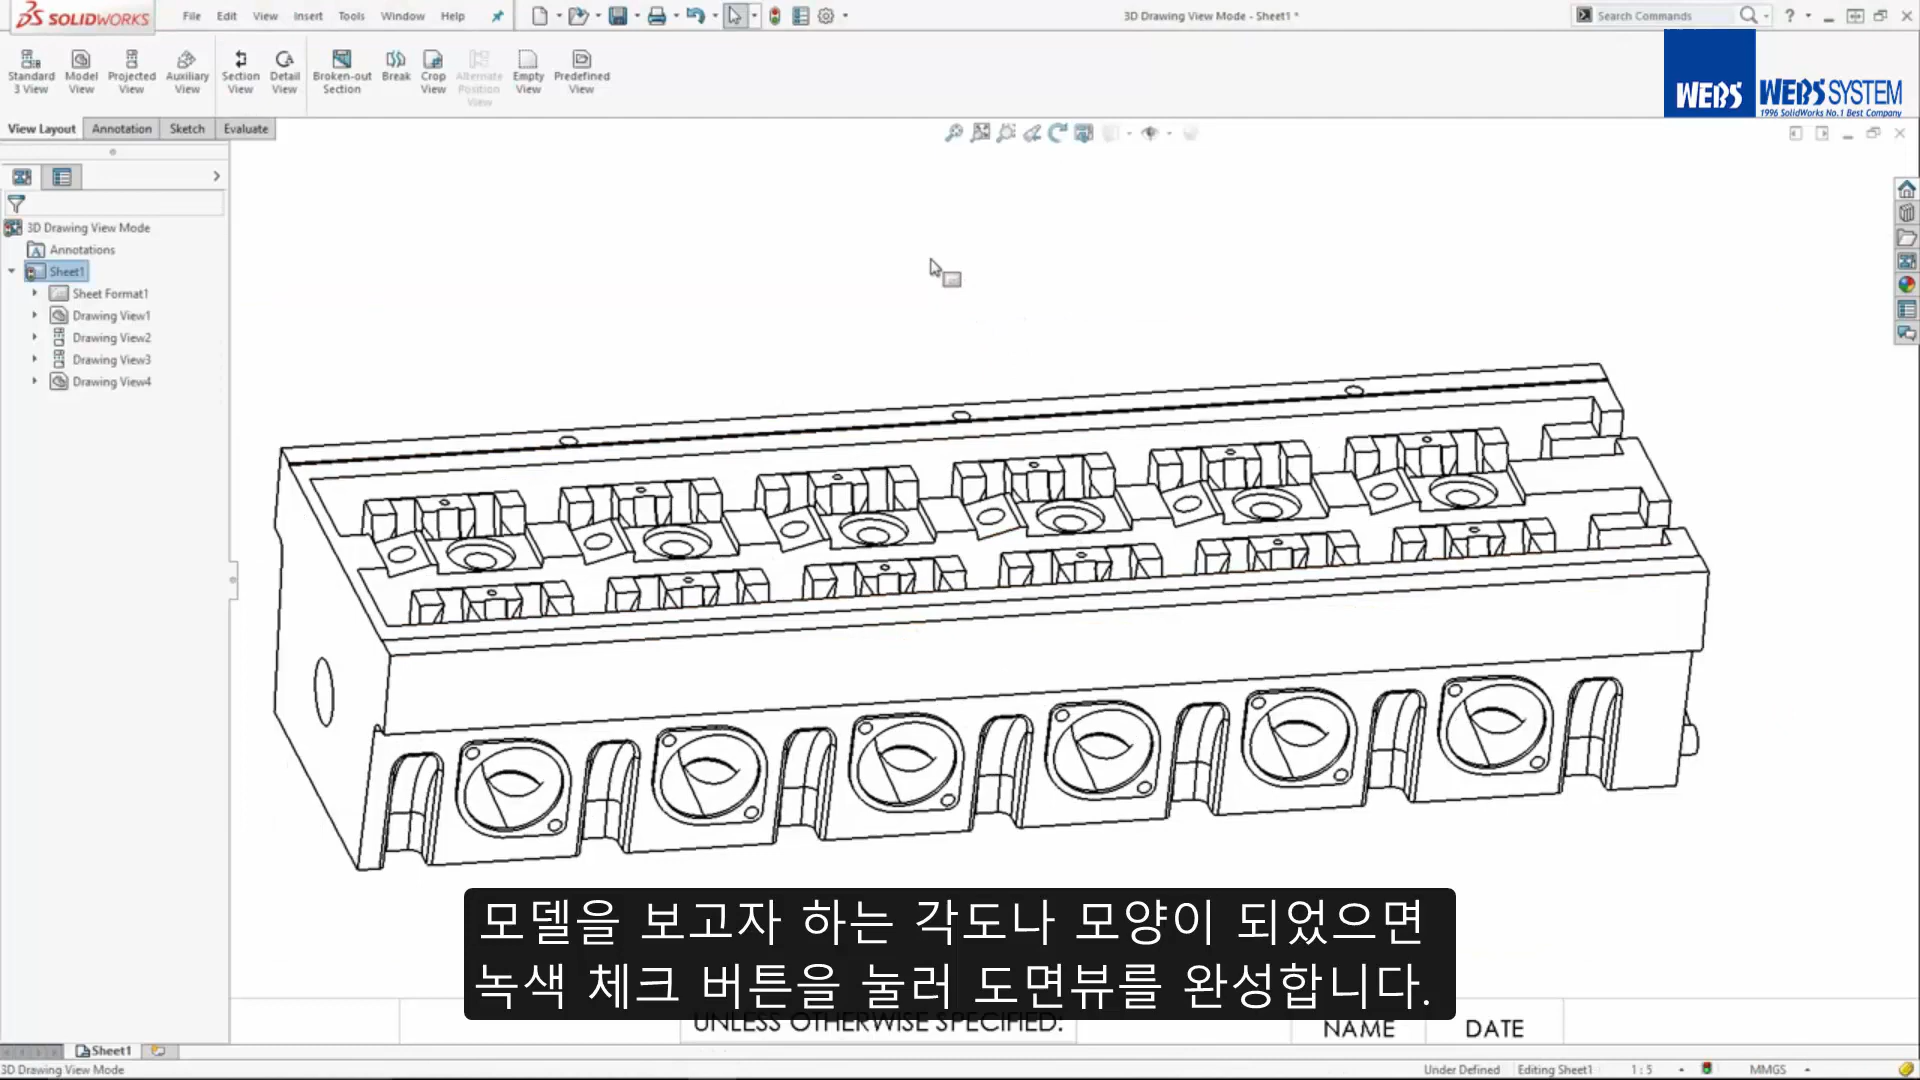 SOLIDWORKS
File Edit View Insert Tools Window Help
3D Drawing View Mode - Sheet1 *
Search Commands
Standard 3 View
Model View
Projected View
Auxiliary View
Section View
Detail View
Broken-out Section
Break
Crop View
Alternate Position View
Empty View
Predefined View
WEBS
WEBS SYSTEM
1996 SolidWorks No.1 Best Company
View Layout Annotation Sketch Evaluate
3D Drawing View Mode
Annotations
Sheet1
Sheet Format1
Drawing View1
Drawing View2
Drawing View3
Drawing View4
모델을 보고자 하는 각도나 모양이 되었으면
녹색 체크 버튼을 눌러 도면뷰를 완성합니다.
UNLESS OTHERWISE SPECIFIED:
NAME DATE
Sheet1
3D Drawing View Mode
Under Defined Editing Sheet1 1:5 MMGS